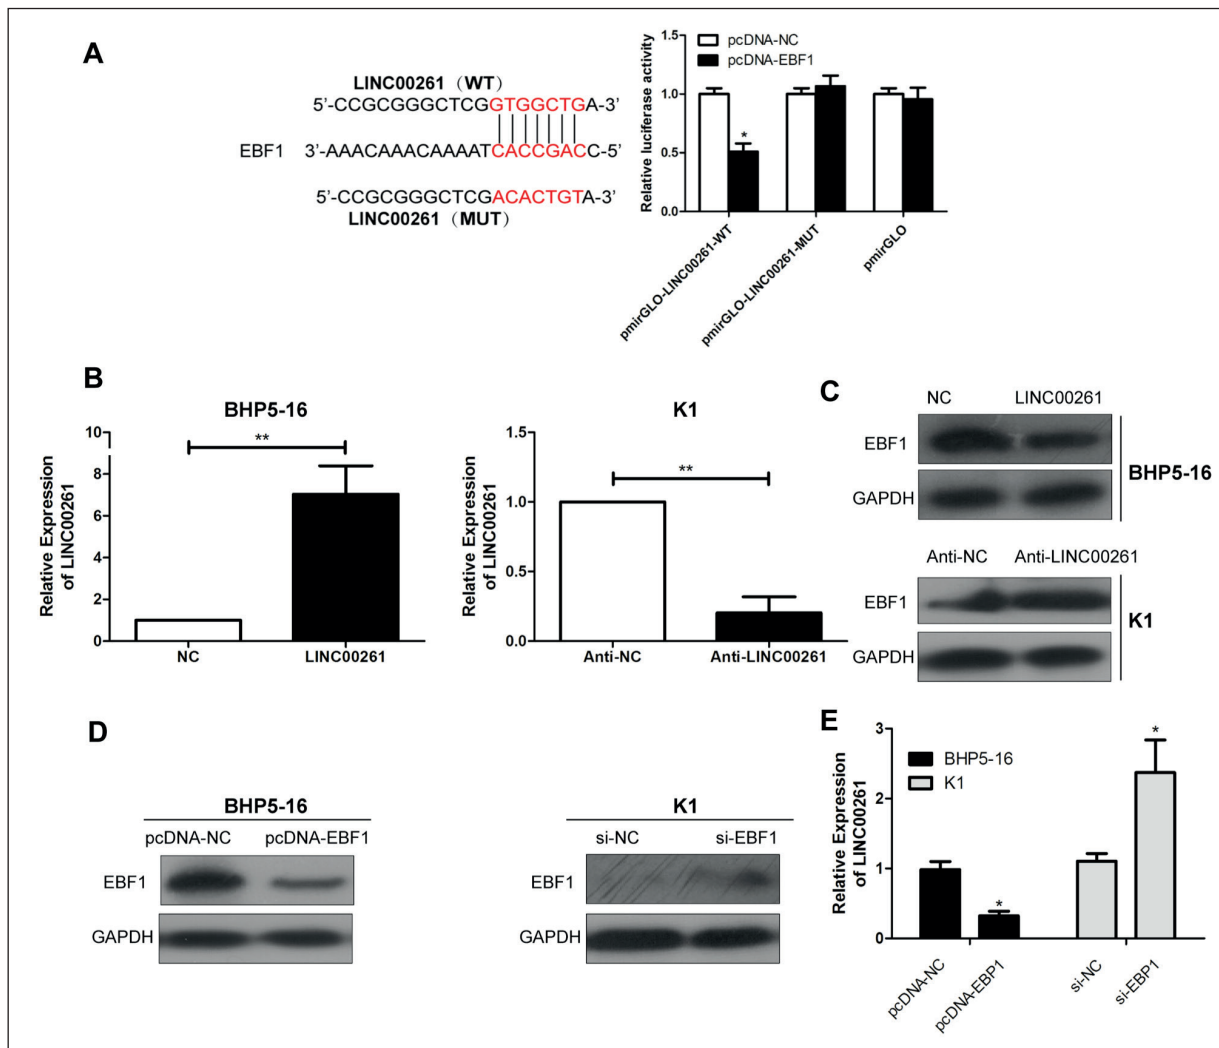 A
LINC00261（WT）
5’-CCGCGGGCTCGGTGGCTGA-3’
EBF1 3’-AAACAAACAAAATCACCGACC-5’
5’-CCGCGGGCTCGACACTGTA-3’
LINC00261（MUT）
Relative luciferase activity
1.5
1.0
0.5
0.0
pcDNA-NC
pcDNA-EBF1
*
pmirGLO-LINC00261-WT
pmirGLO-LINC00261-MUT
pmirGLO
B
BHP5-16
Relative Expression
of LINC00261
10
8
6
4
2
0
**
NC
LINC00261
K1
Relative Expression
of LINC00261
1.5
1.0
0.5
0.0
**
Anti-NC
Anti-LINC00261
C
NC LINC00261
EBF1
GAPDH
BHP5-16
Anti-NC Anti-LINC00261
EBF1
GAPDH
K1
D
BHP5-16
pcDNA-NC pcDNA-EBF1
EBF1
GAPDH
K1
si-NC si-EBF1
EBF1
GAPDH
E
Relative Expression
of LINC00261
3
2
1
0
BHP5-16
K1
*
*
pcDNA-NC
pcDNA-EBP1
si-NC
si-EBP1